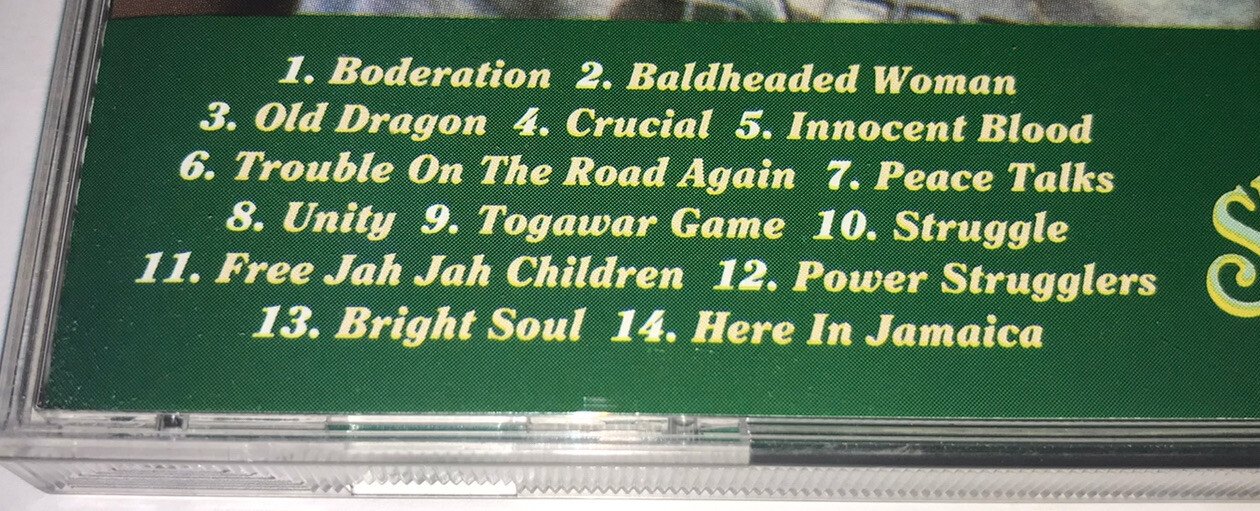 1. Boderation 2. Baldheaded Woman
3. Old Dragon 4. Crucial 5. Innocent Blood
6. Trouble On The Road Again 7. Peace Talks
8. Unity 9. Togawar Game 10. Struggle
11. Free Jah Jah Children 12. Power Strugglers
13. Bright Soul 14. Here In Jamaica